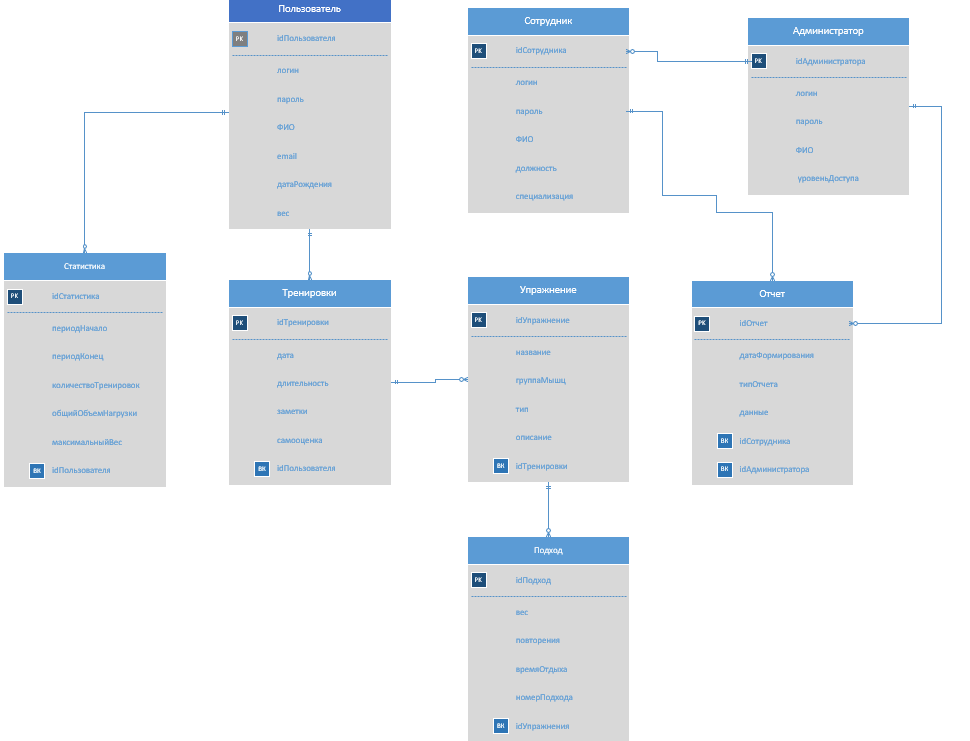 Пользователь
PK idПользователя
логин
пароль
ФИО
email
датаРождения
вес
Сотрудник
PK idСотрудника
логин
пароль
ФИО
должность
специализация
Администратор
PK idАдминистратора
логин
пароль
ФИО
уровеньДоступа
Статистика
PK idСтатистика
периодНачало
периодКонец
количествоТренировок
общийОбъемНагрузки
максимальныйВес
ВК idПользователя
Тренировки
PK idТренировки
дата
длительность
заметки
самооценка
ВК idПользователя
Упражнение
PK idУпражнение
название
группаМышц
тип
описание
ВК idТренировки
Отчет
PK idОтчет
датаФормирования
типОтчета
данные
ВК idСотрудника
ВК idАдминистратора
Подход
PK idПодход
вес
повторения
времяОтдыха
номерПодхода
ВК idУпражнения